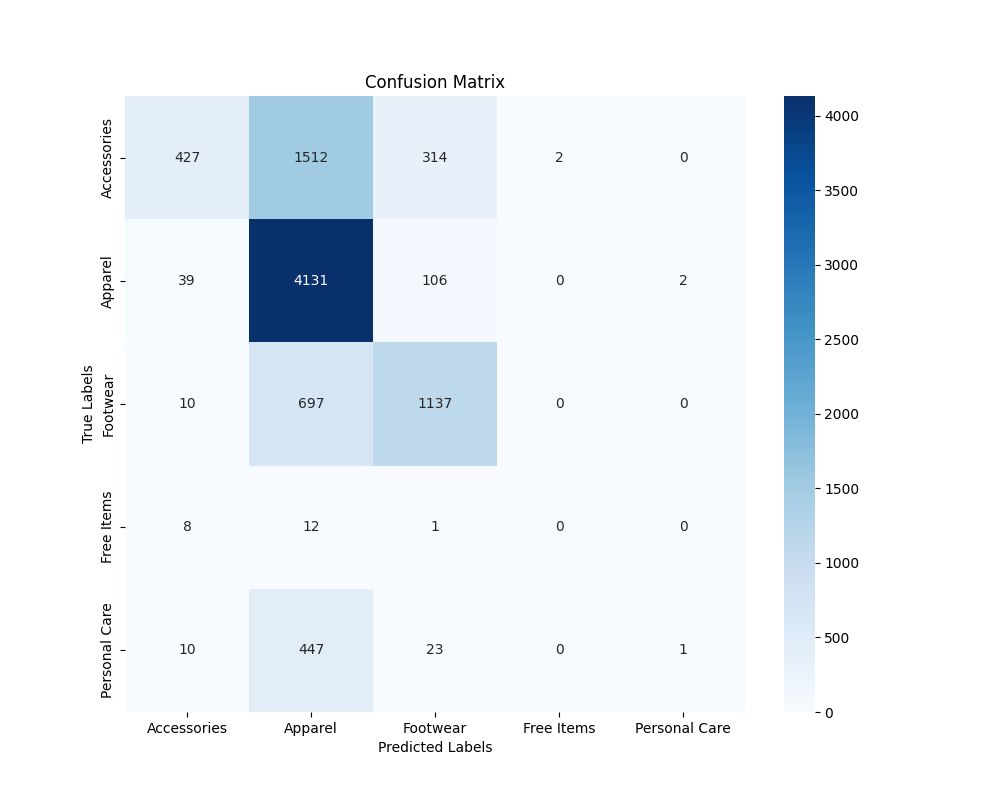 Confusion Matrix
True Labels
Accessories 427 1512 314 2 0
Apparel 39 4131 106 0 2
Footwear 10 697 1137 0 0
Free Items 8 12 1 0 0
Personal Care 10 447 23 0 1
Accessories Apparel Footwear Free Items Personal Care
Predicted Labels
4000
3500
3000
2500
2000
1500
1000
500
0